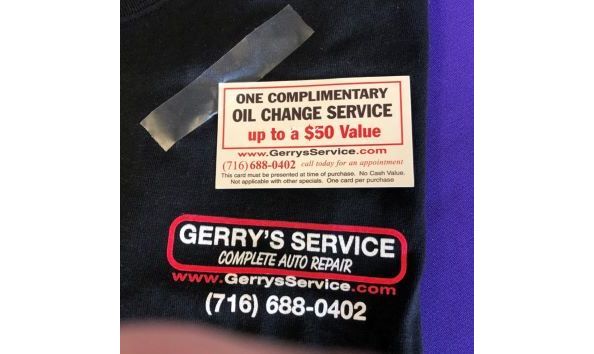 ONE COMPLIMENTARY
OIL CHANGE SERVICE
up to a $50 Value
www.GerrysService.com
(716) 688-0402 call today for an appointment
This card must be presented at time of purchase. No Cash Value.
Not applicable with other specials. One card per purchase
GERRY'S SERVICE
COMPLETE AUTO REPAIR
www.GerrysService.com
(716) 688-0402